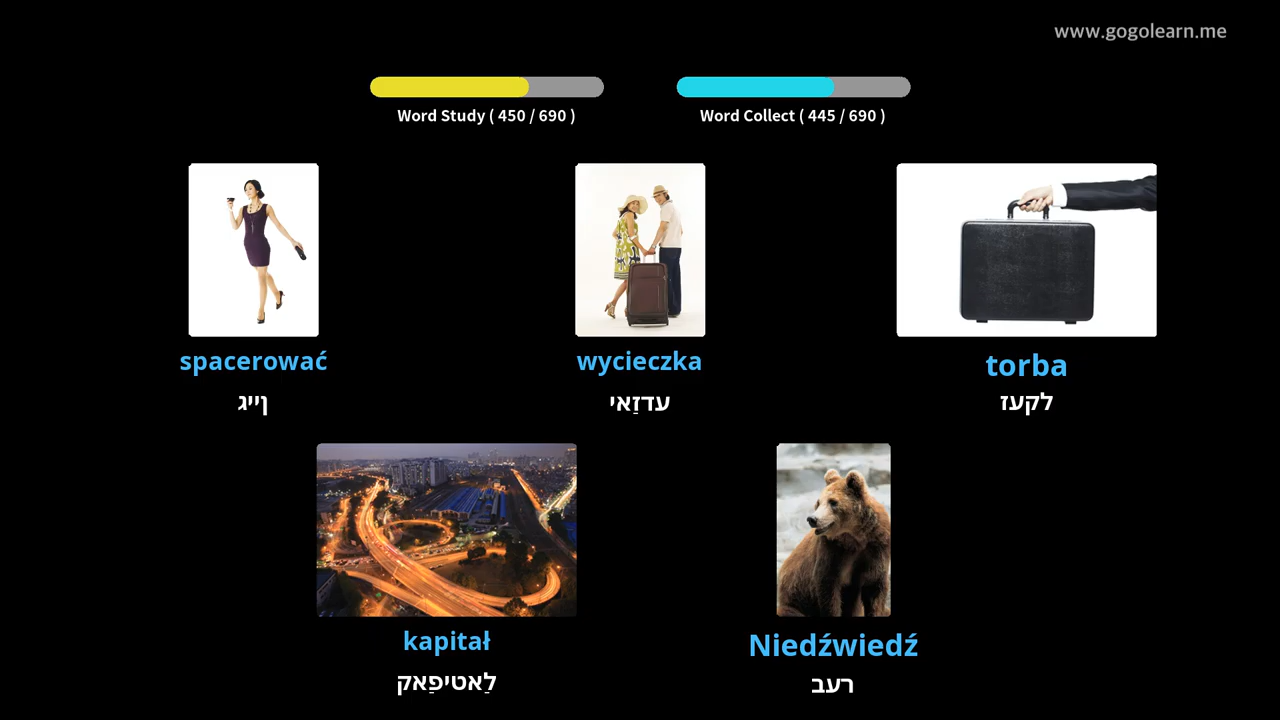 www.gogolearn.me
Word Study ( 450 / 690 )
Word Collect ( 445 / 690 )
spacerować
ןייג
wycieczka
עדזַאי
torba
לקעז
kapitał
לַאטיפַּאק
Niedźwiedź
רעב